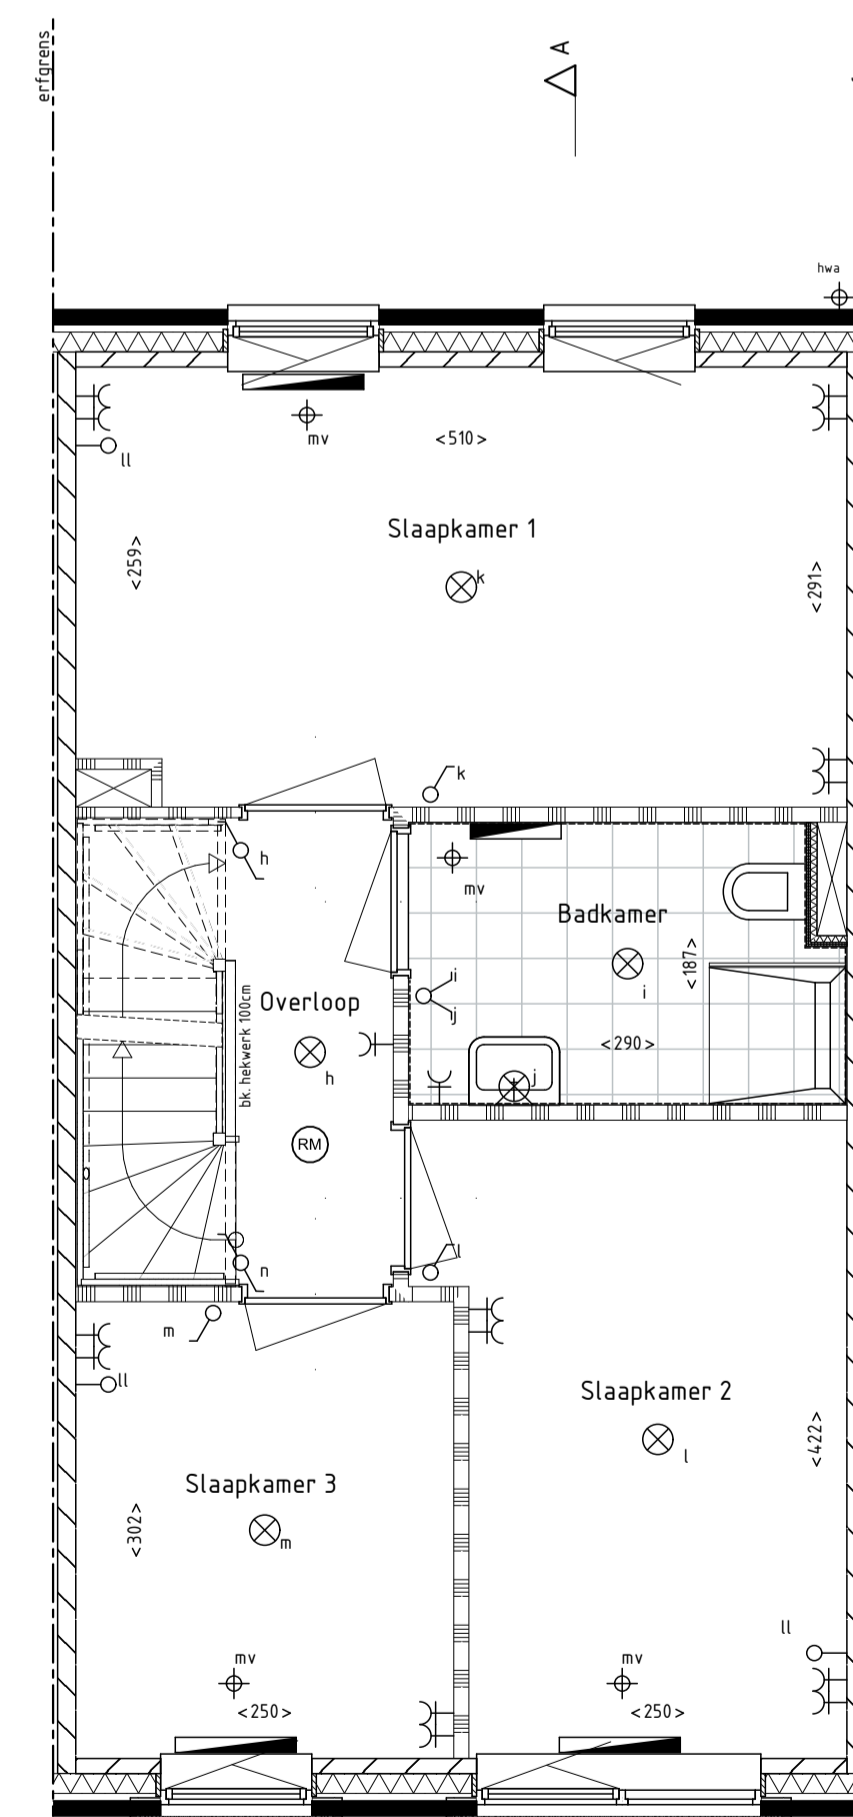 erfgrens
A
hwa
mv
<510>
ll
Slaapkamer 1
<259>
<291>
k
k
h
mv
Badkamer
<187>
i
i
j
Overloop
bk. hekwerk 100cm
<290>
h
j
RM
l
n
m
ll
Slaapkamer 2
<422>
l
Slaapkamer 3
<302>
m
ll
mv
mv
<250>
<250>